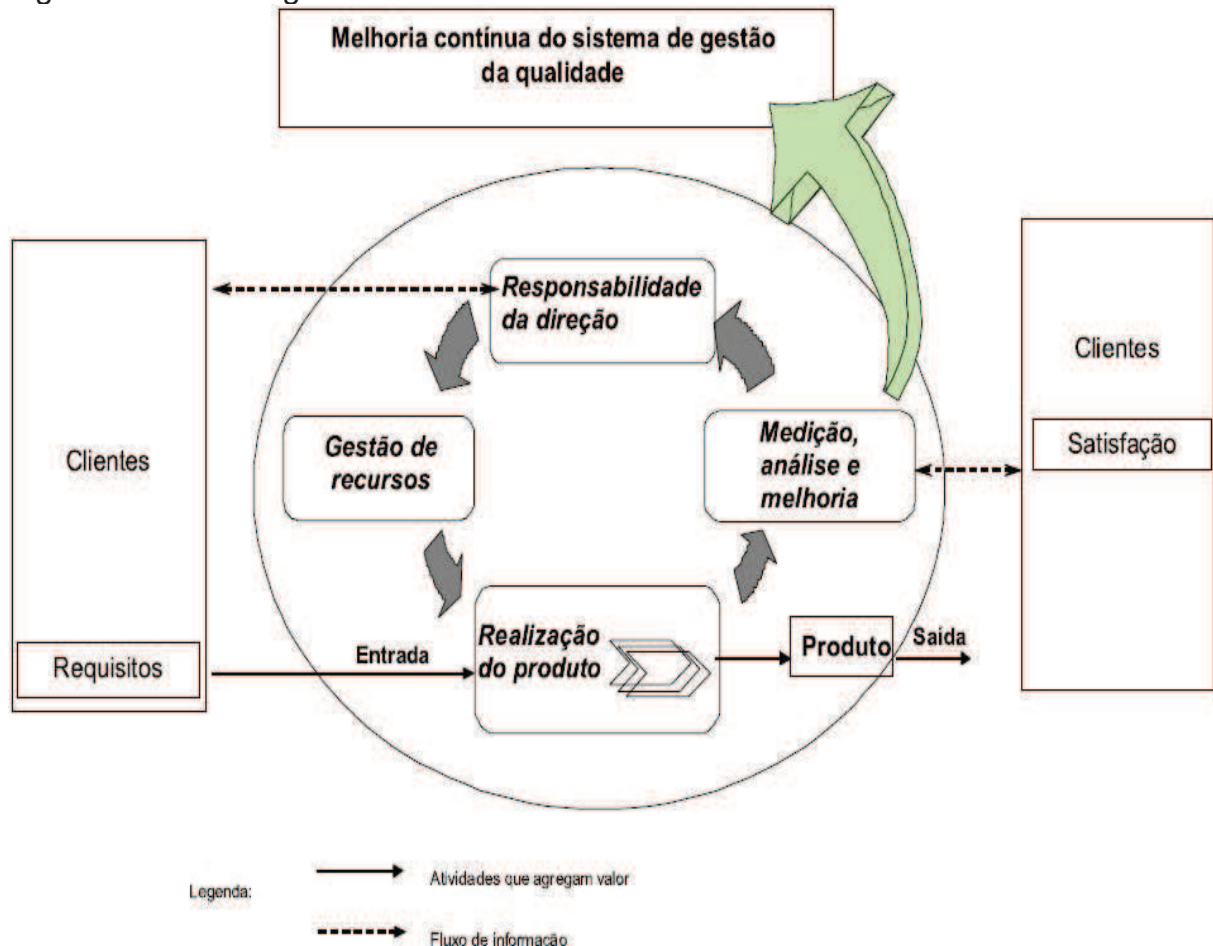 Melhoria contínua do sistema de gestão
da qualidade
Responsabilidade
da direção
Clientes
Gestão de
recursos
Medição,
análise e
melhoria
Clientes
Satisfação
Requisitos
Entrada
Realização
do produto
Produto
Saída
Legenda:
Atividades que agregam valor
Fluxo de informação